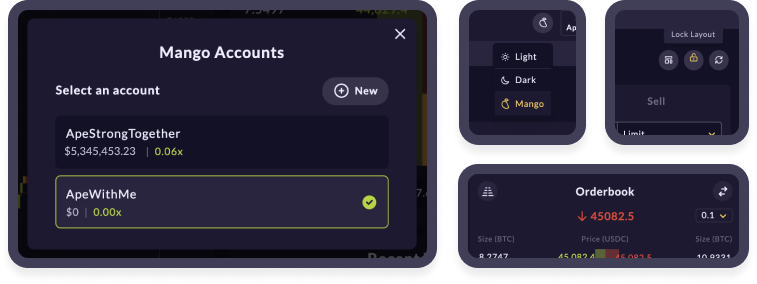 Mango Accounts
Select an account
New
ApeStrongTogether
$5,345,453.23 | 0.06x
ApeWithMe
$0 | 0.00x
Ap
Light
Dark
Mango
Lock Layout
Sell
Limit
Orderbook
45082.5
0.1
Size (BTC) Price (USDC) Size (BTC)
8.2747 45,082.4 45,082.5 10.9331